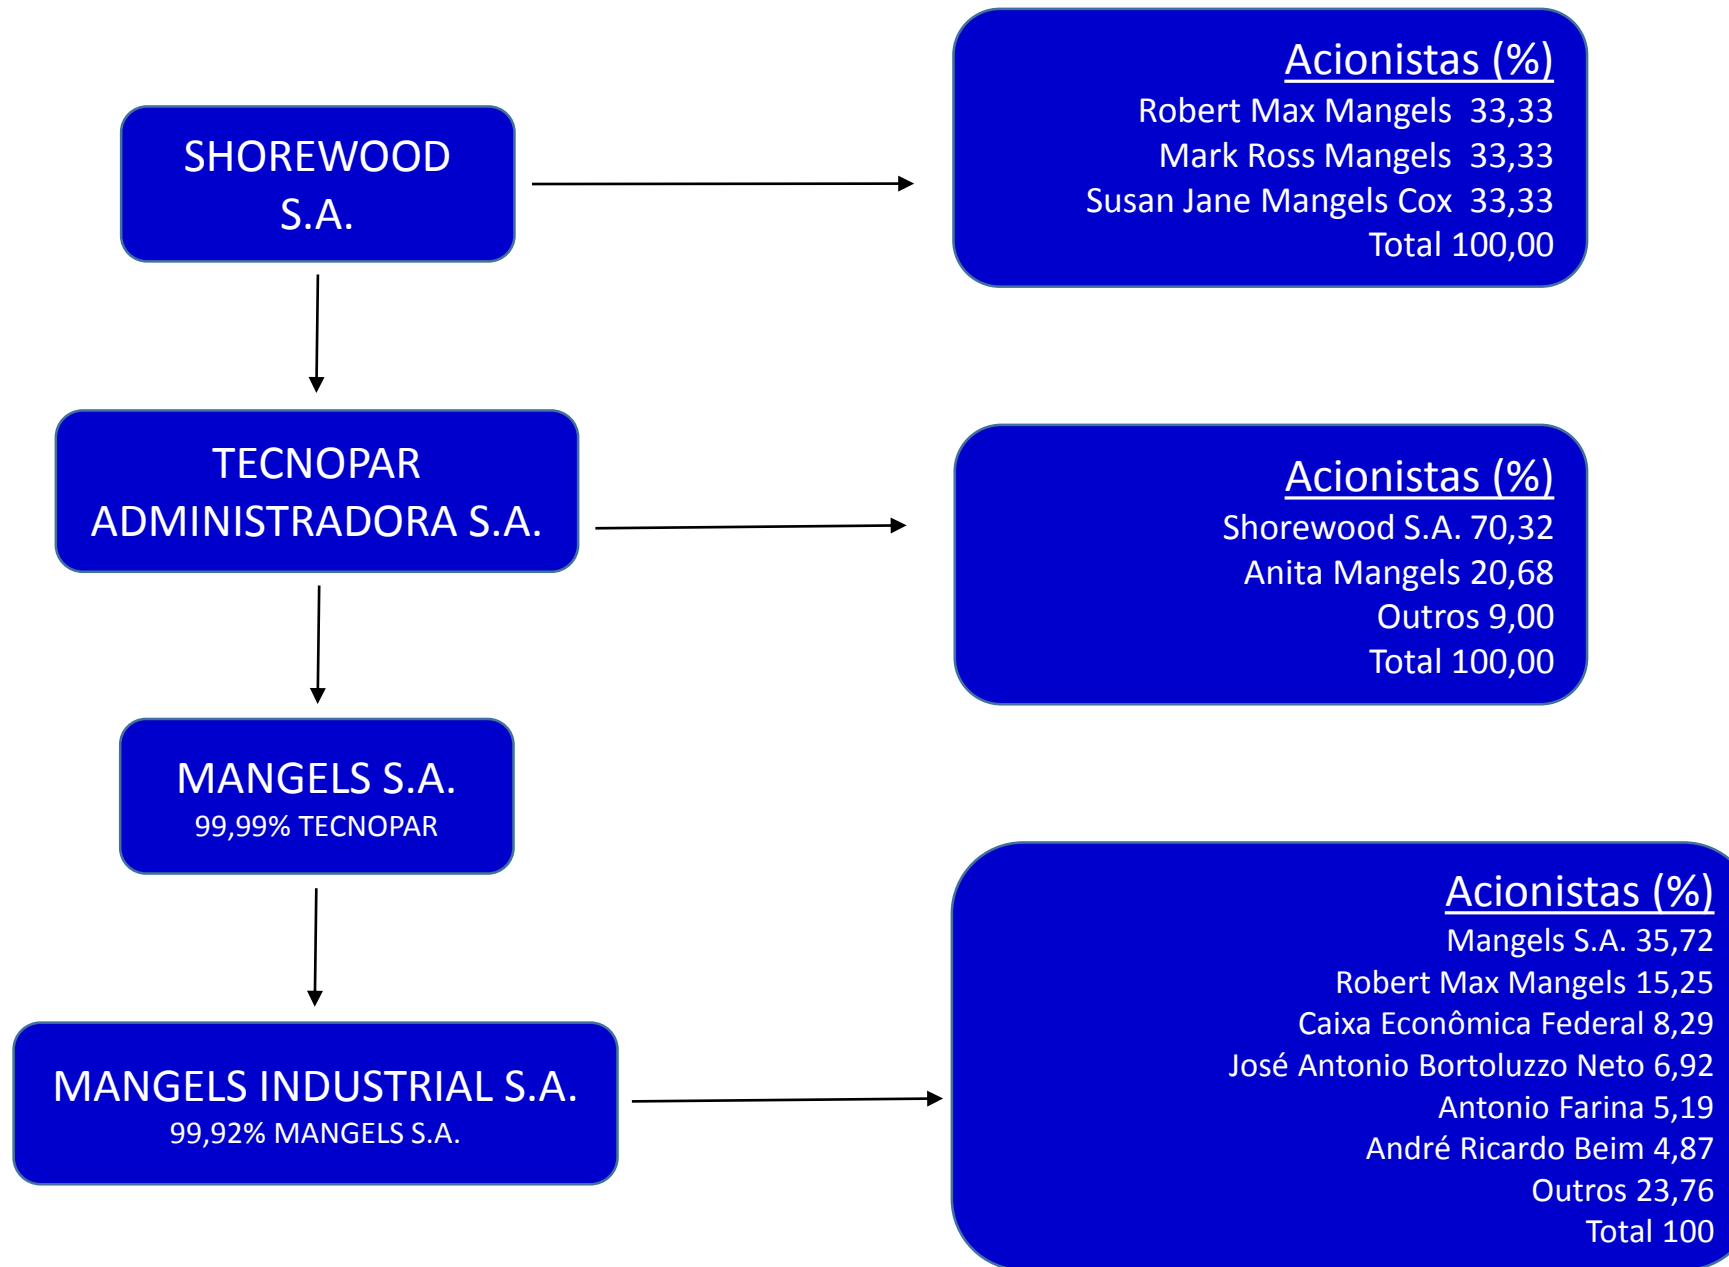 SHOREWOOD
S.A.
Acionistas (%)
Robert Max Mangels 33,33
Mark Ross Mangels 33,33
Susan Jane Mangels Cox 33,33
Total 100,00
TECNOPAR
ADMINISTRADORA S.A.
Acionistas (%)
Shorewood S.A. 70,32
Anita Mangels 20,68
Outros 9,00
Total 100,00
MANGELS S.A.
99,99% TECNOPAR
MANGELS INDUSTRIAL S.A.
99,92% MANGELS S.A.
Acionistas (%)
Mangels S.A. 35,72
Robert Max Mangels 15,25
Caixa Econômica Federal 8,29
José Antonio Bortoluzzo Neto 6,92
Antonio Farina 5,19
André Ricardo Beim 4,87
Outros 23,76
Total 100